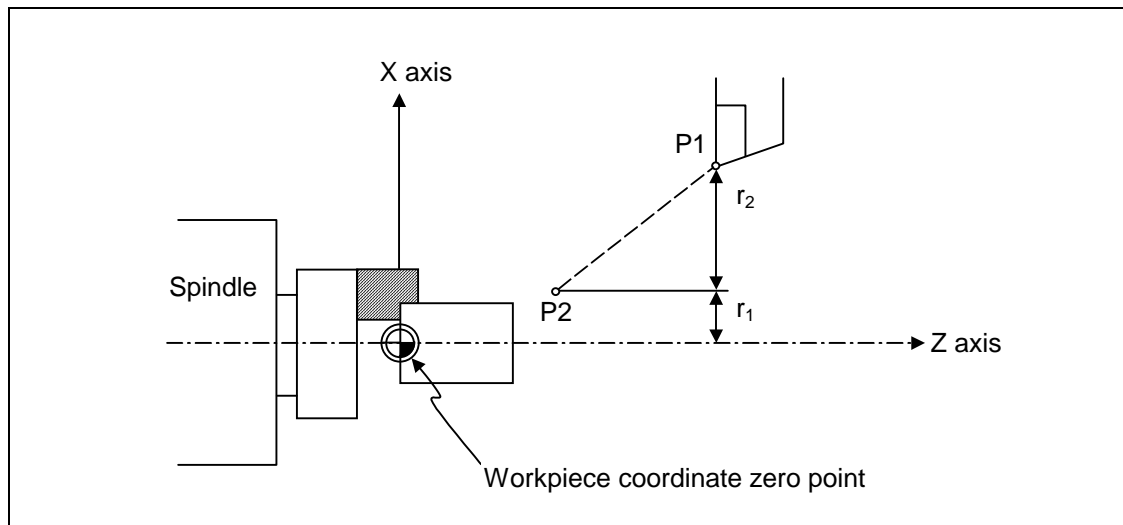 X axis
P1
r₂
Spindle
P2
r₁
Z axis
Workpiece coordinate zero point